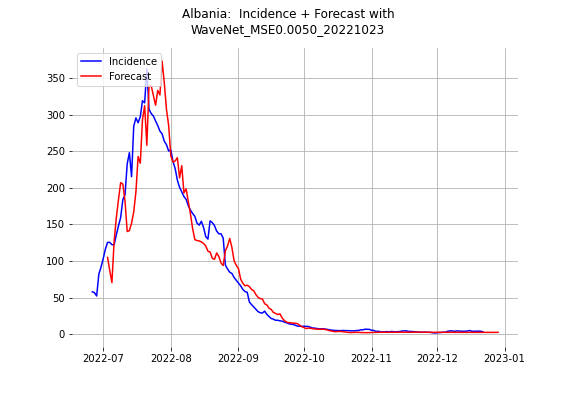 Albania:  Incidence + Forecast with
WaveNet_MSE0.0050_20221023
Incidence
Forecast
350
300
250
200
150
100
50
0
2022-07 2022-08 2022-09 2022-10 2022-11 2022-12 2023-01